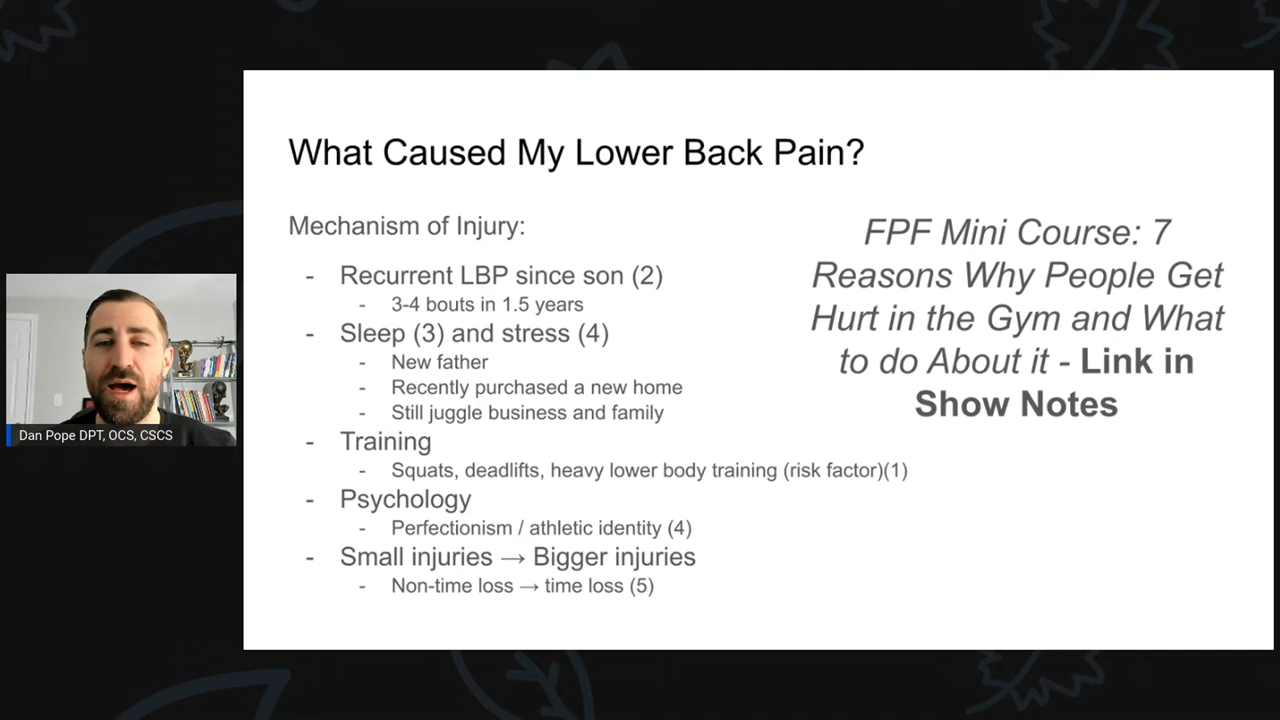 What Caused My Lower Back Pain?
Mechanism of Injury:
- Recurrent LBP since son (2)
- 3-4 bouts in 1.5 years
- Sleep (3) and stress (4)
- New father
- Recently purchased a new home
- Still juggle business and family
- Training
- Squats, deadlifts, heavy lower body training (risk factor)(1)
- Psychology
- Perfectionism / athletic identity (4)
- Small injuries → Bigger injuries
- Non-time loss → time loss (5)
FPF Mini Course: 7
Reasons Why People Get
Hurt in the Gym and What
to do About it - Link in
Show Notes
Dan Pope DPT, OCS, CSCS